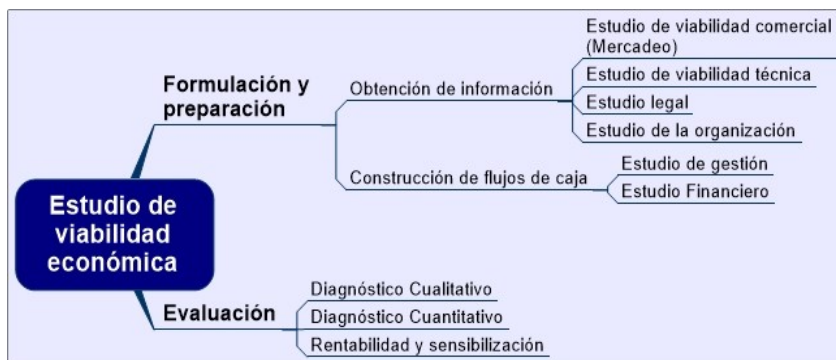 Estudio de
viabilidad
económica
Formulación y
preparación
Obtención de información
Estudio de viabilidad comercial
(Mercadeo)
Estudio de viabilidad técnica
Estudio legal
Estudio de la organización
Construcción de flujos de caja
Estudio de gestión
Estudio Financiero
Evaluación
Diagnóstico Cualitativo
Diagnóstico Cuantitativo
Rentabilidad y sensibilización